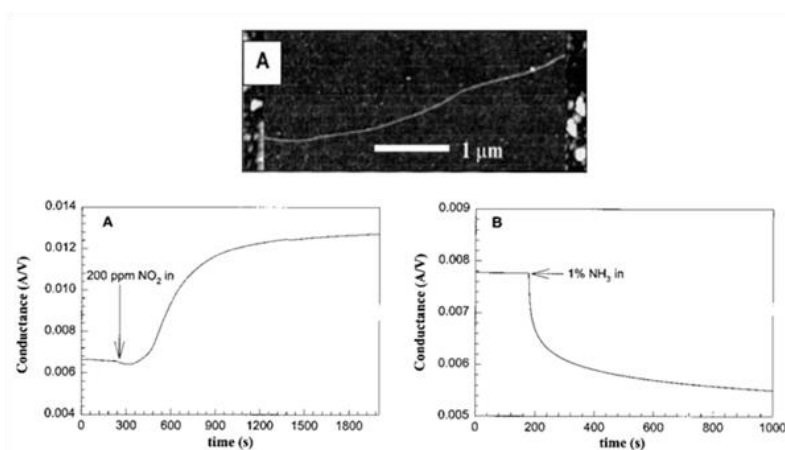 A
1 μm
0.014
0.012
0.010
0.008
0.006
0.004
Conductance (A/V)
A
200 ppm NO₂ in
0 300 600 900 1200 1500 1800
time (s)
0.009
0.008
0.007
0.006
0.005
Conductance (A/V)
B
1% NH₃ in
0 200 400 600 800 1000
time (s)